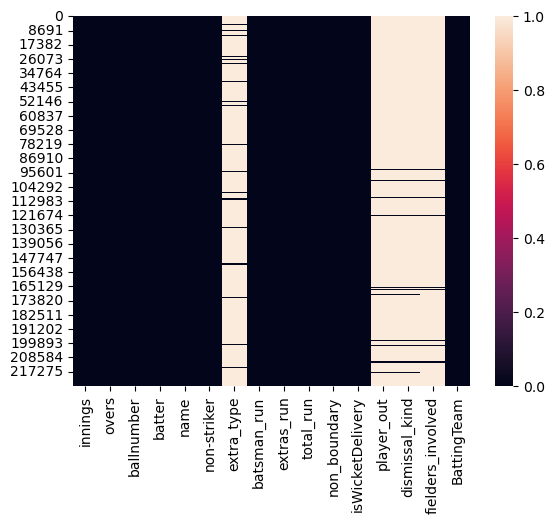 0
8691
17382
26073
34764
43455
52146
60837
69528
78219
86910
95601
104292
112983
121674
130365
139056
147747
156438
165129
173820
182511
191202
199893
208584
217275
innings
overs
ballnumber
batter
name
non-striker
extra_type
batsman_run
extras_run
total_run
non_boundary
isWicketDelivery
player_out
dismissal_kind
fielders_involved
BattingTeam
1.0
0.8
0.6
0.4
0.2
0.0